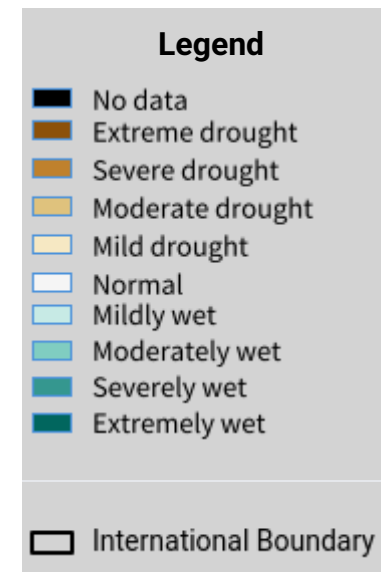 Legend
No data
Extreme drought
Severe drought
Moderate drought
Mild drought
Normal
Mildly wet
Moderately wet
Severely wet
Extremely wet
International Boundary